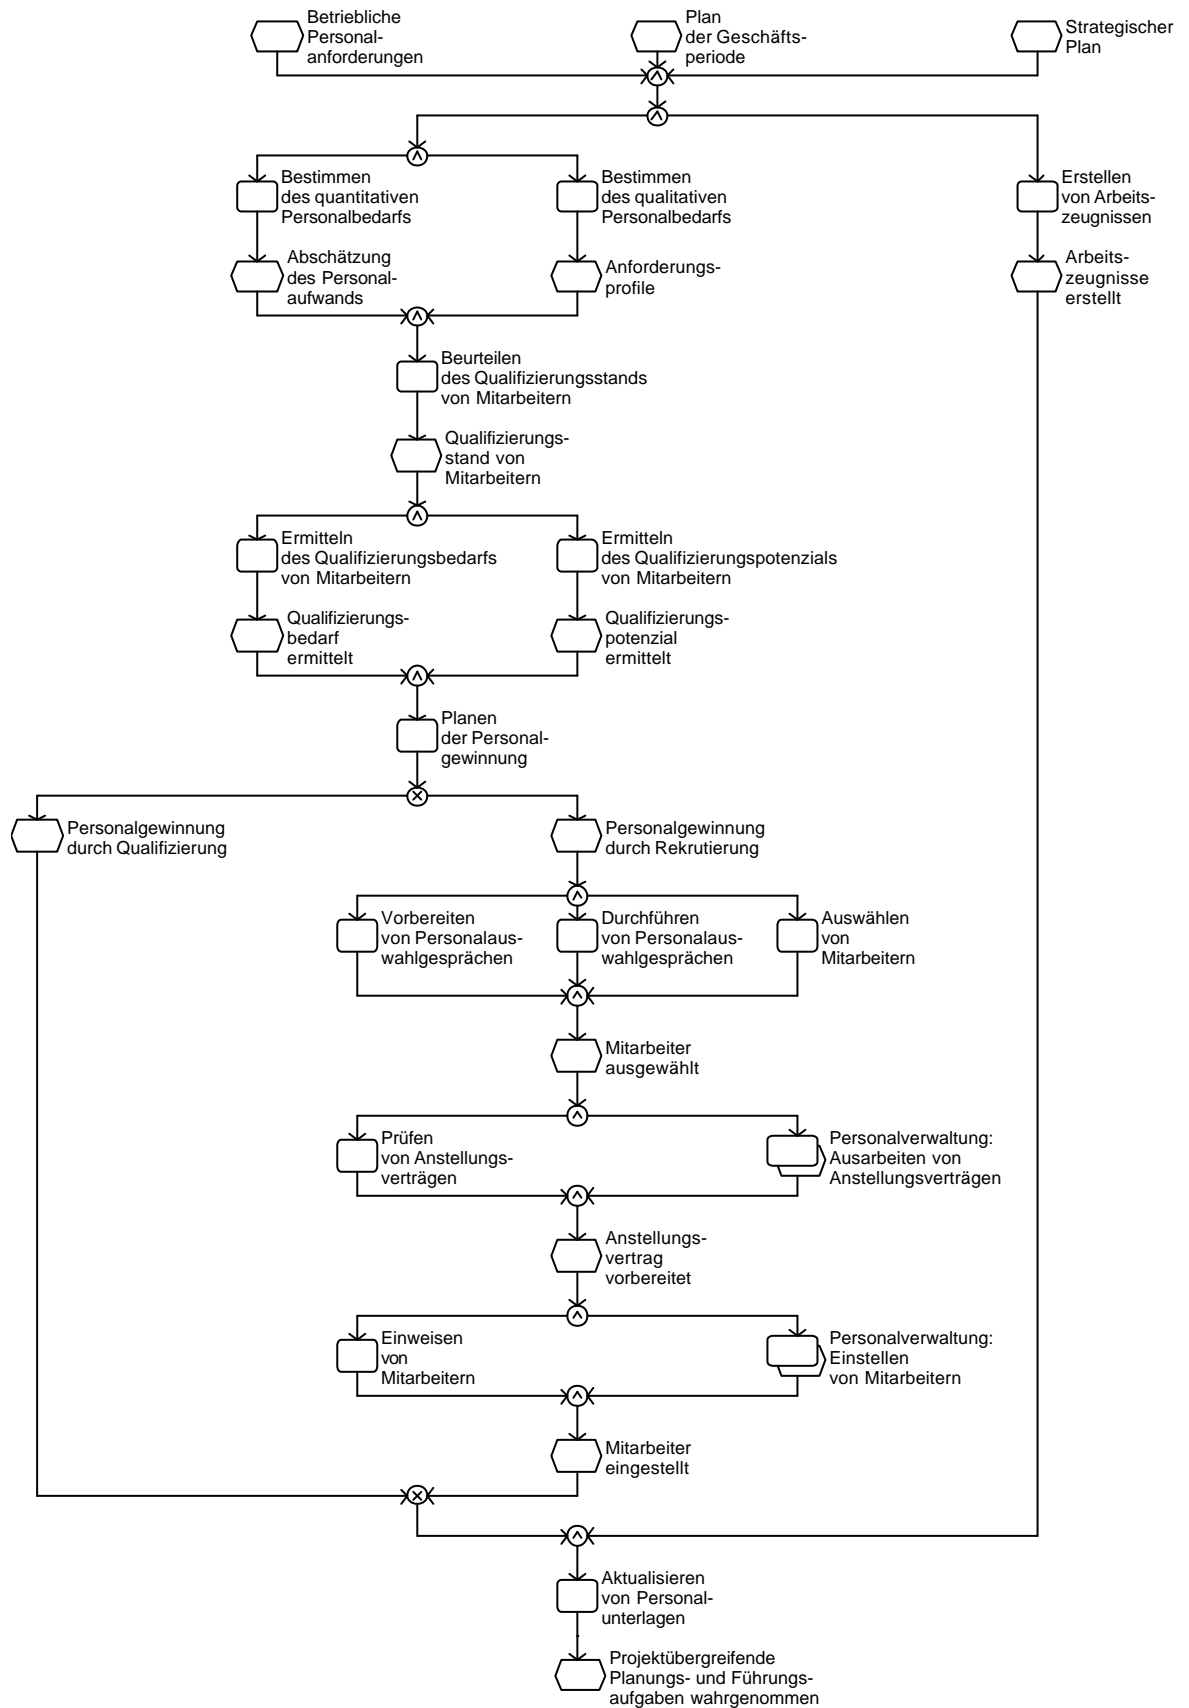 Betriebliche
Personal-
anforderungen
Plan
der Geschäfts-
periode
Strategischer
Plan
Bestimmen
des quantitativen
Personalbedarfs
Bestimmen
des qualitativen
Personalbedarfs
Erstellen
von Arbeits-
zeugnissen
Abschätzung
des Personal-
aufwands
Anforderungs-
profile
Arbeits-
zeugnisse
erstellt
Beurteilen
des Qualifizierungsstands
von Mitarbeitern
Qualifizierungs-
stand von
Mitarbeitern
Ermitteln
des Qualifizierungsbedarfs
von Mitarbeitern
Ermitteln
des Qualifizierungspotenzials
von Mitarbeitern
Qualifizierungs-
bedarf
ermittelt
Qualifizierungs-
potenzial
ermittelt
Planen
der Personal-
gewinnung
Personalgewinnung
durch Qualifizierung
Personalgewinnung
durch Rekrutierung
Vorbereiten
von Personalaus-
wahlgesprächen
Durchführen
von Personalaus-
wahlgesprächen
Auswählen
von
Mitarbeitern
Mitarbeiter
ausgewählt
Prüfen
von Anstellungs-
verträgen
Personalverwaltung:
Ausarbeiten von
Anstellungsverträgen
Anstellungs-
vertrag
vorbereitet
Einweisen
von
Mitarbeitern
Personalverwaltung:
Einstellen
von Mitarbeitern
Mitarbeiter
eingestellt
Aktualisieren
von Personal-
unterlagen
Projektübergreifende
Planungs- und Führungs-
aufgaben wahrgenommen